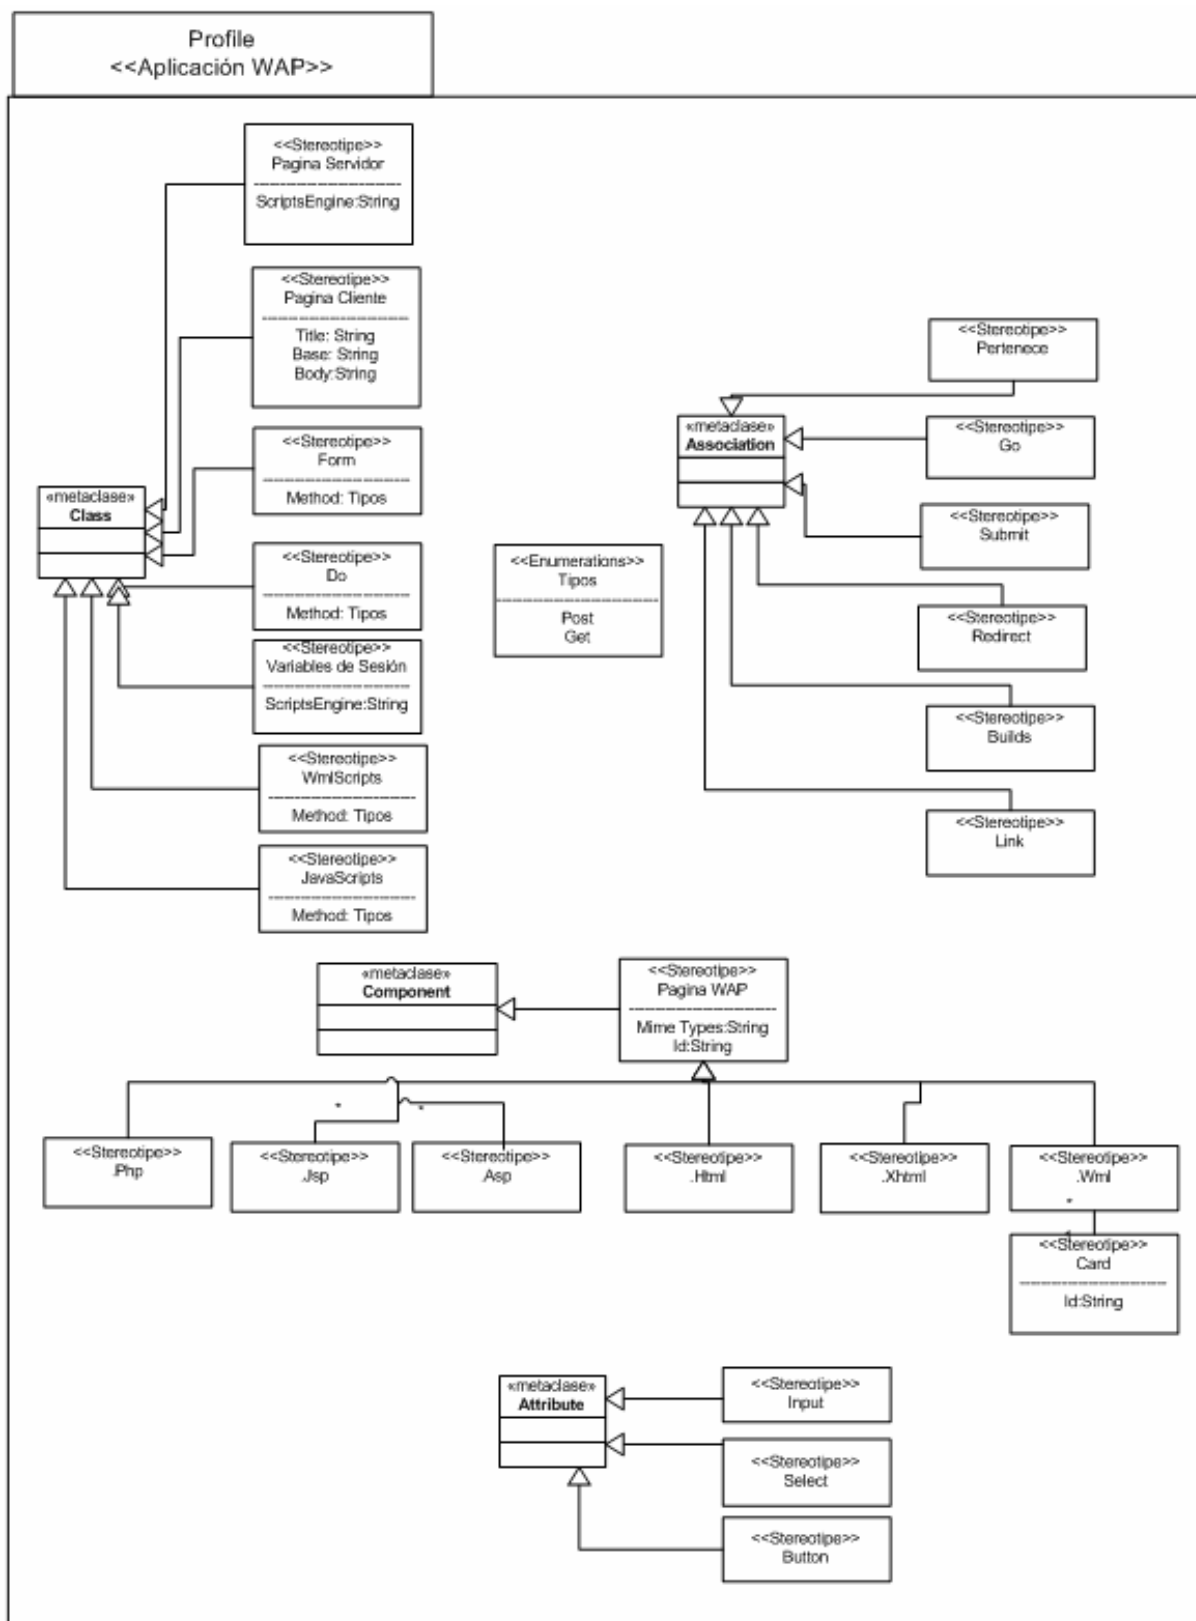 Profile
<<Aplicación WAP>>
<<Stereotipe>>
Pagina Servidor
ScriptsEngine:String
<<Stereotipe>>
Pagina Cliente
Title: String
Base: String
Body:String
<<Stereotipe>>
Form
Method: Tipos
«metaclase»
Class
<<Stereotipe>>
Do
Method: Tipos
<<Stereotipe>>
Variables de Sesión
ScriptsEngine:String
<<Stereotipe>>
WmlScripts
Method: Tipos
<<Stereotipe>>
JavaScripts
Method: Tipos
<<Enumerations>>
Tipos
Post
Get
<<Stereotipe>>
Pertenece
«metaclase»
Association
<<Stereotipe>>
Go
<<Stereotipe>>
Submit
<<Stereotipe>>
Redirect
<<Stereotipe>>
Builds
<<Stereotipe>>
Link
«metaclase»
Component
<<Stereotipe>>
Pagina WAP
Mime Types:String
Id:String
* *
<<Stereotipe>>
.Php
<<Stereotipe>>
.Jsp
<<Stereotipe>>
.Asp
<<Stereotipe>>
.Html
<<Stereotipe>>
.Xhtml
<<Stereotipe>>
.Wml
*
<<Stereotipe>>
Card
Id:String
«metaclase»
Attribute
<<Stereotipe>>
Input
<<Stereotipe>>
Select
<<Stereotipe>>
Button